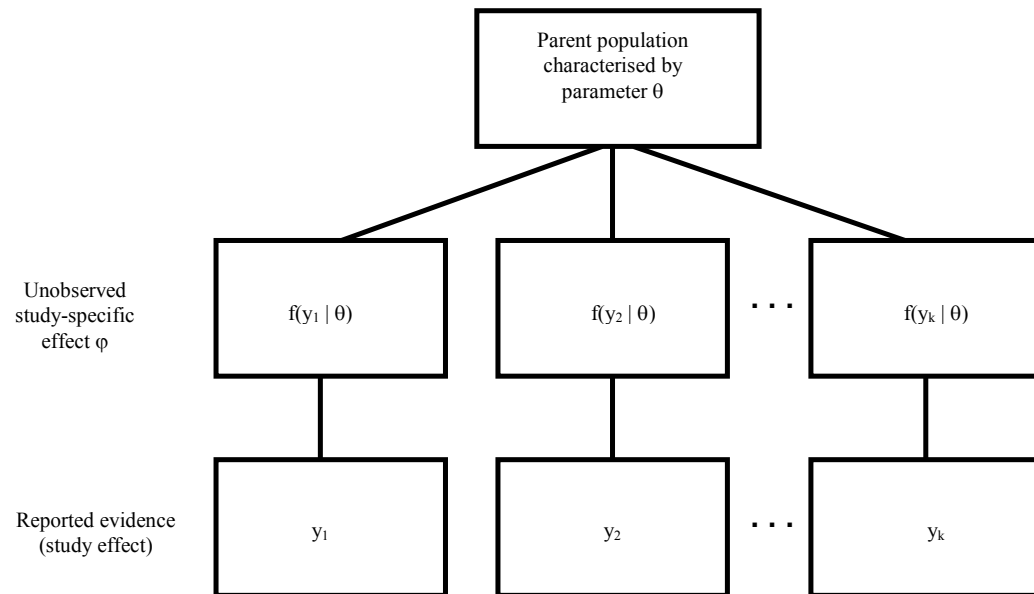 Parent population
characterised by
parameter θ
Unobserved
study-specific
effect φ
f(y₁ | θ)
f(y₂ | θ)
. . .
f(yₖ | θ)
Reported evidence
(study effect)
y₁
y₂
. . .
yₖ